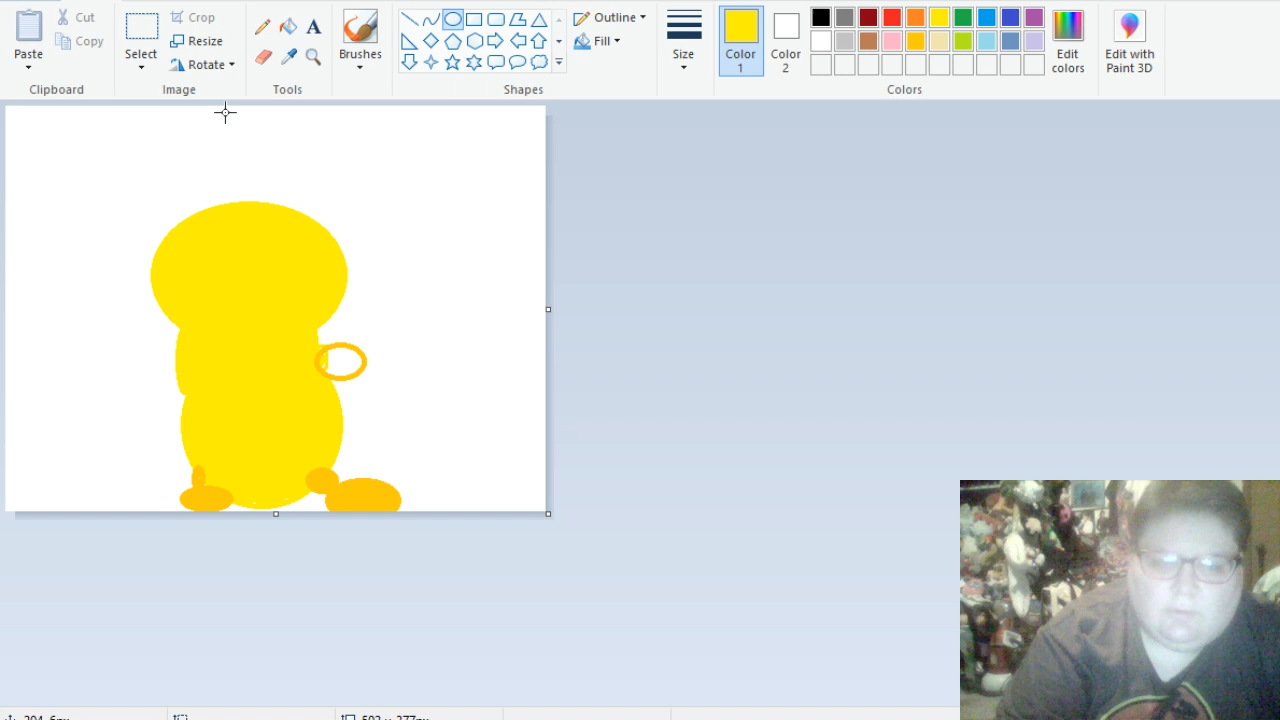 Cut
Crop
Outline
Paste
Copy
Select
Resize
Rotate
A
Brushes
Fill
Size
Color 1
Color 2
Edit colors
Edit with Paint 3D
Clipboard
Image
Tools
Shapes
Colors